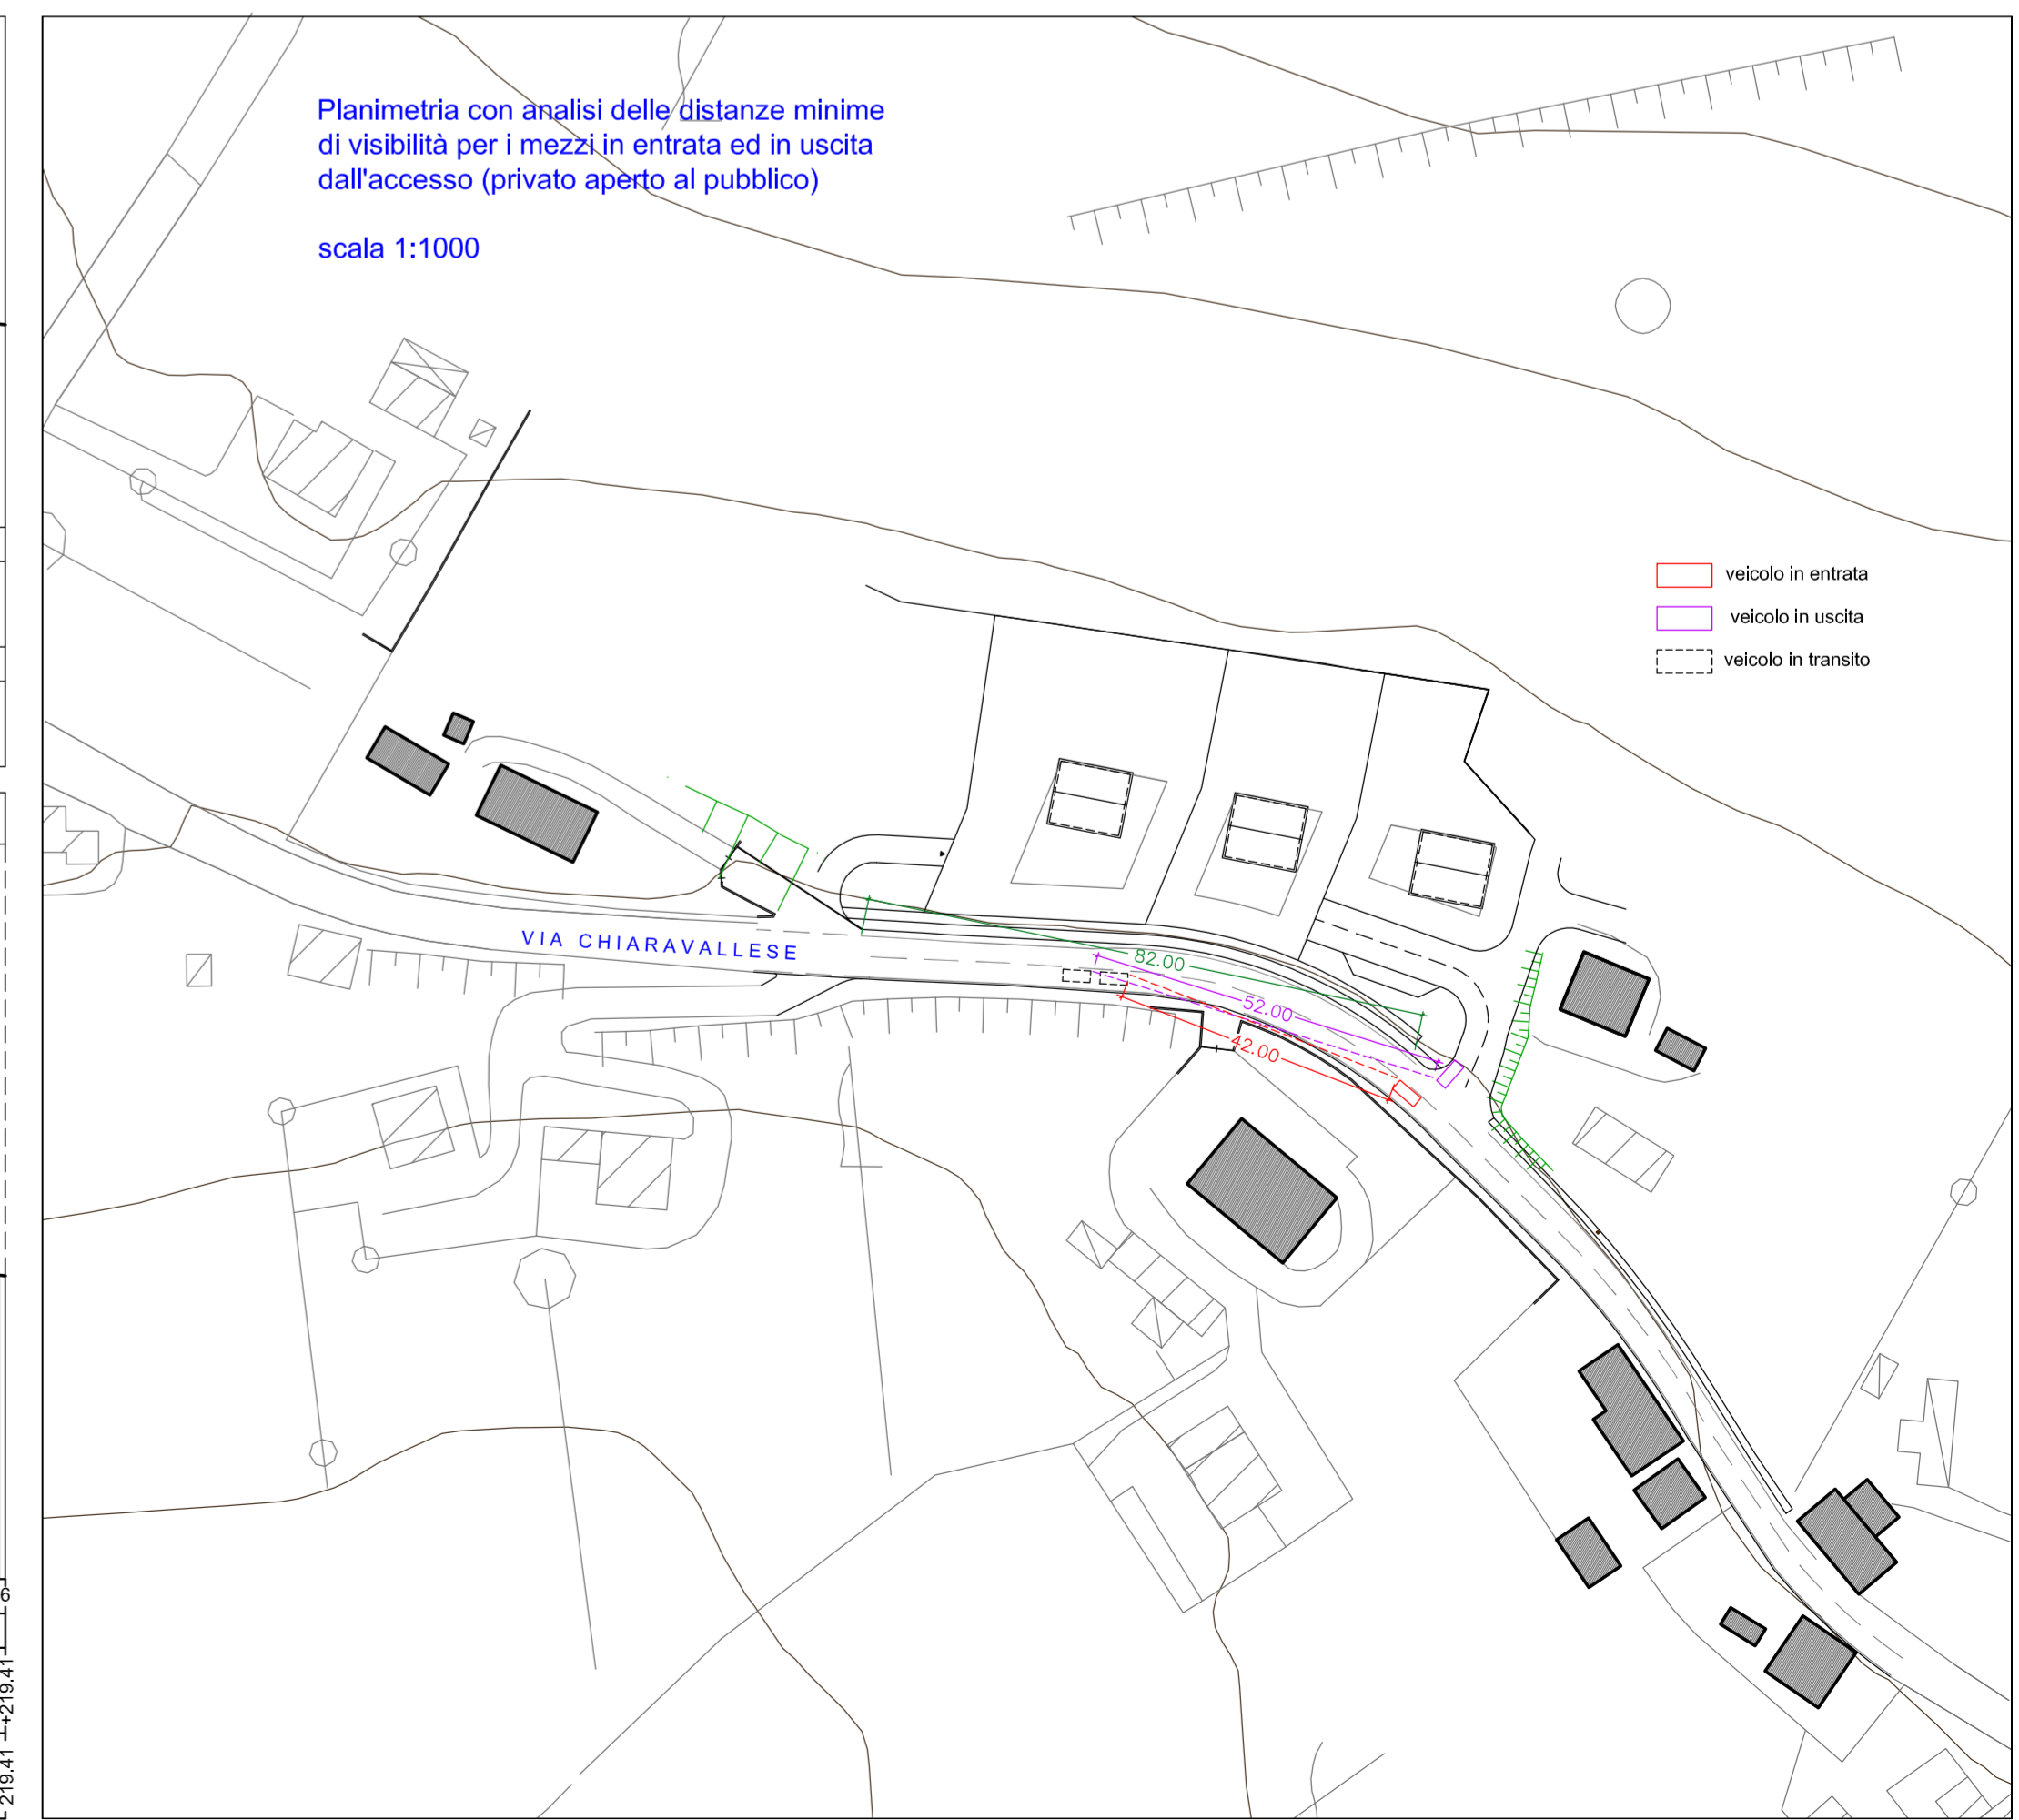 Planimetria con analisi delle distanze minime
di visibilità per i mezzi in entrata ed in uscita
dall'accesso (privato aperto al pubblico)
scala 1:1000
veicolo in entrata
veicolo in uscita
veicolo in transito
VIA CHIARAVALLESE
82.00
52.00
42.00
6
+219.41
219.41